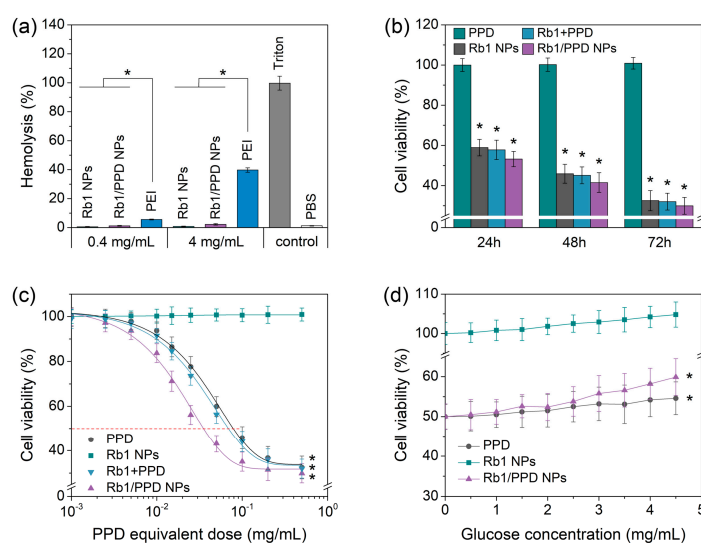 (a)
Hemolysis (%)
140
120
100
80
60
40
20
0
*
*
Rb1 NPs
Rb1/PPD NPs
PEI
Rb1 NPs
Rb1/PPD NPs
PEI
Triton
PBS
0.4 mg/mL
4 mg/mL
control
(b)
Cell viability (%)
120
100
80
60
40
0
PPD
Rb1+PPD
Rb1 NPs
Rb1/PPD NPs
* * *
* * *
* * *
24h
48h
72h
(c)
Cell viability (%)
120
100
80
60
40
0
PPD
Rb1 NPs
Rb1+PPD
Rb1/PPD NPs
*
*
*
10⁻³
10⁻²
10⁻¹
10⁰
PPD equivalent dose (mg/mL)
(d)
Cell viability (%)
110
100
60
50
40
30
*
*
PPD
Rb1 NPs
Rb1/PPD NPs
0 1 2 3 4 5
Glucose concentration (mg/mL)